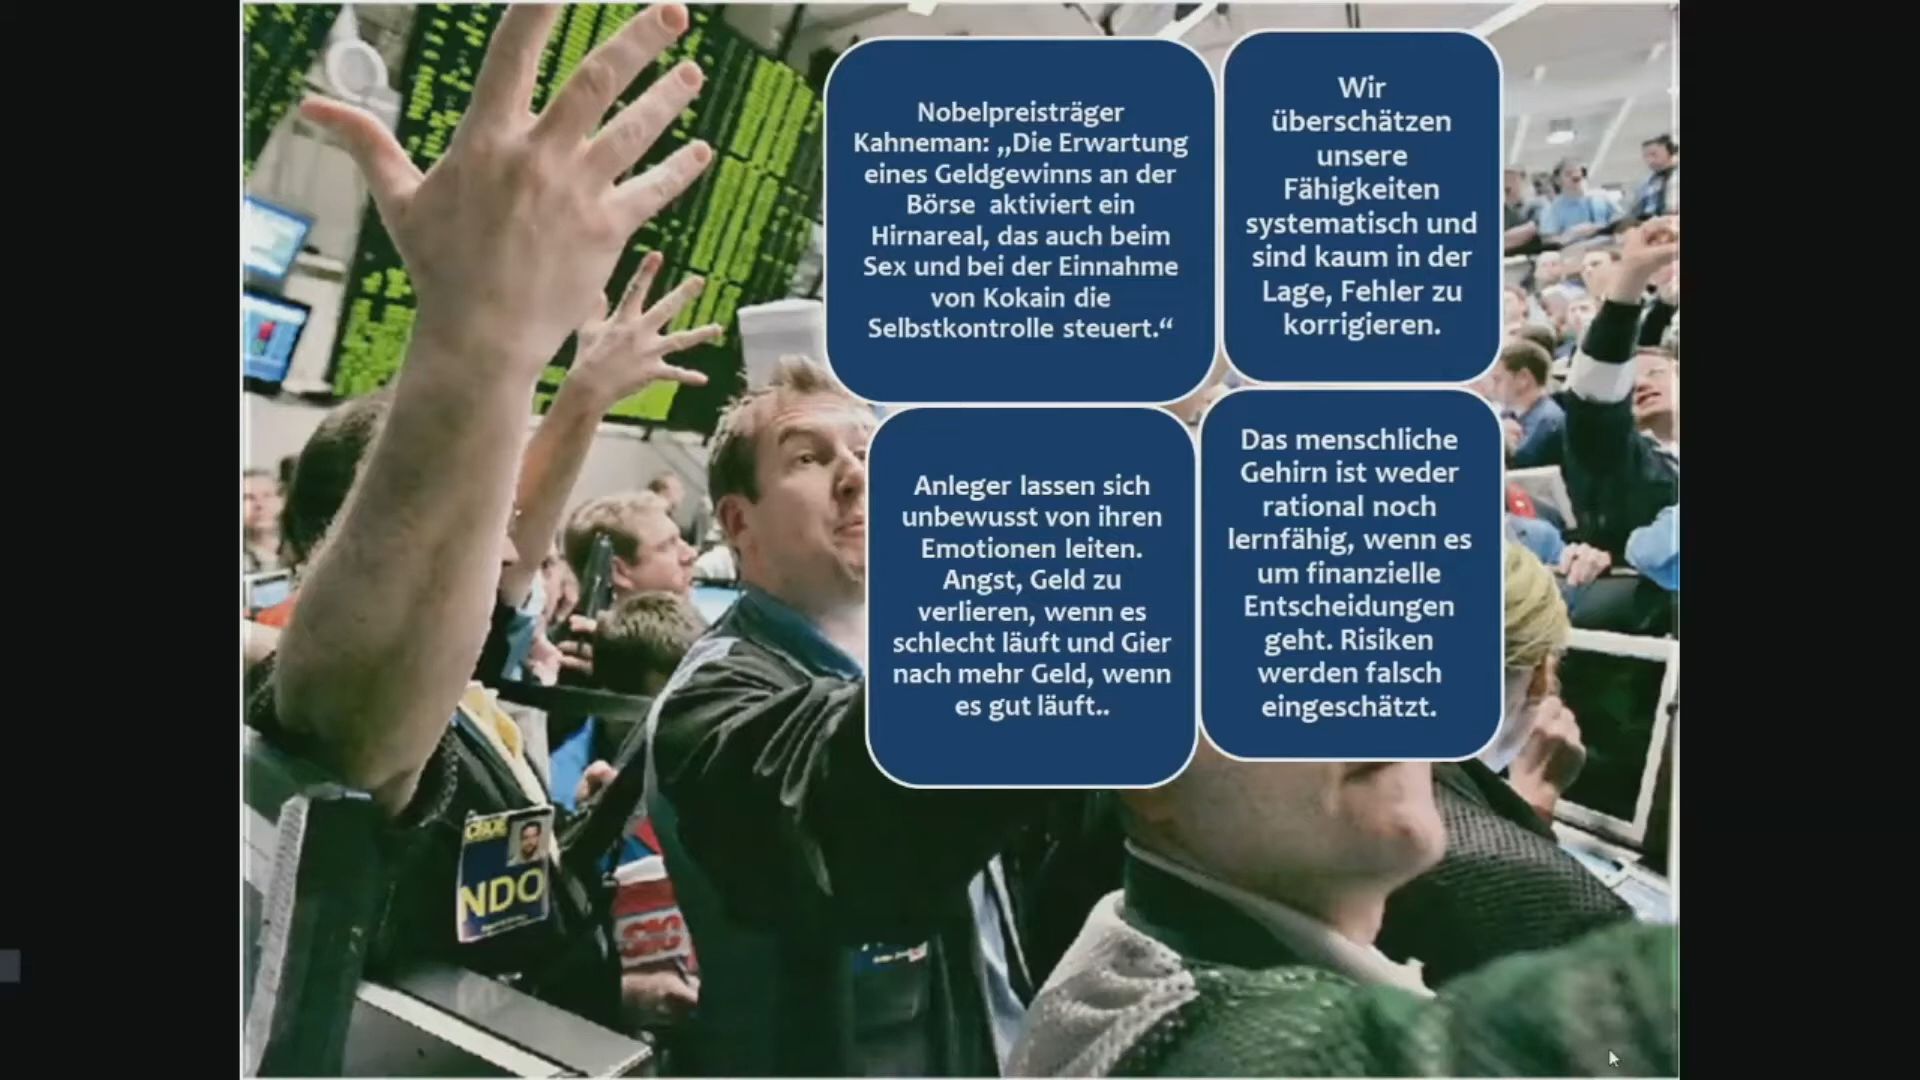 Nobelpreisträger
Kahneman: „Die Erwartung
eines Geldgewinns an der
Börse aktiviert ein
Hirnareal, das auch beim
Sex und bei der Einnahme
von Kokain die
Selbstkontrolle steuert.“
Wir
überschätzen
unsere
Fähigkeiten
systematisch und
sind kaum in der
Lage, Fehler zu
korrigieren.
Anleger lassen sich
unbewusst von ihren
Emotionen leiten.
Angst, Geld zu
verlieren, wenn es
schlecht läuft und Gier
nach mehr Geld, wenn
es gut läuft..
Das menschliche
Gehirn ist weder
rational noch
lernfähig, wenn es
um finanzielle
Entscheidungen
geht. Risiken
werden falsch
eingeschätzt.
NDO